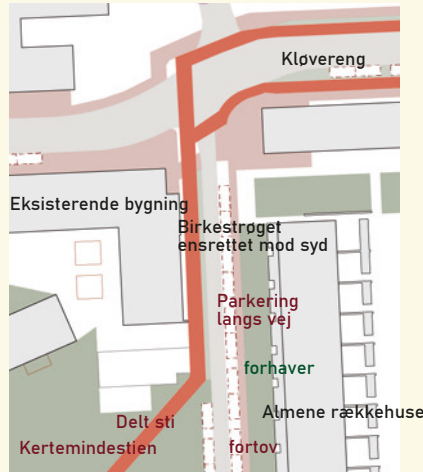 Kløvereng
Eksisterende bygning
Birkestrøget
ensrettet mod syd
Parkering
langs vej
forhaver
Almene rækkehuse
Delt sti
Kertemindestien
fortov